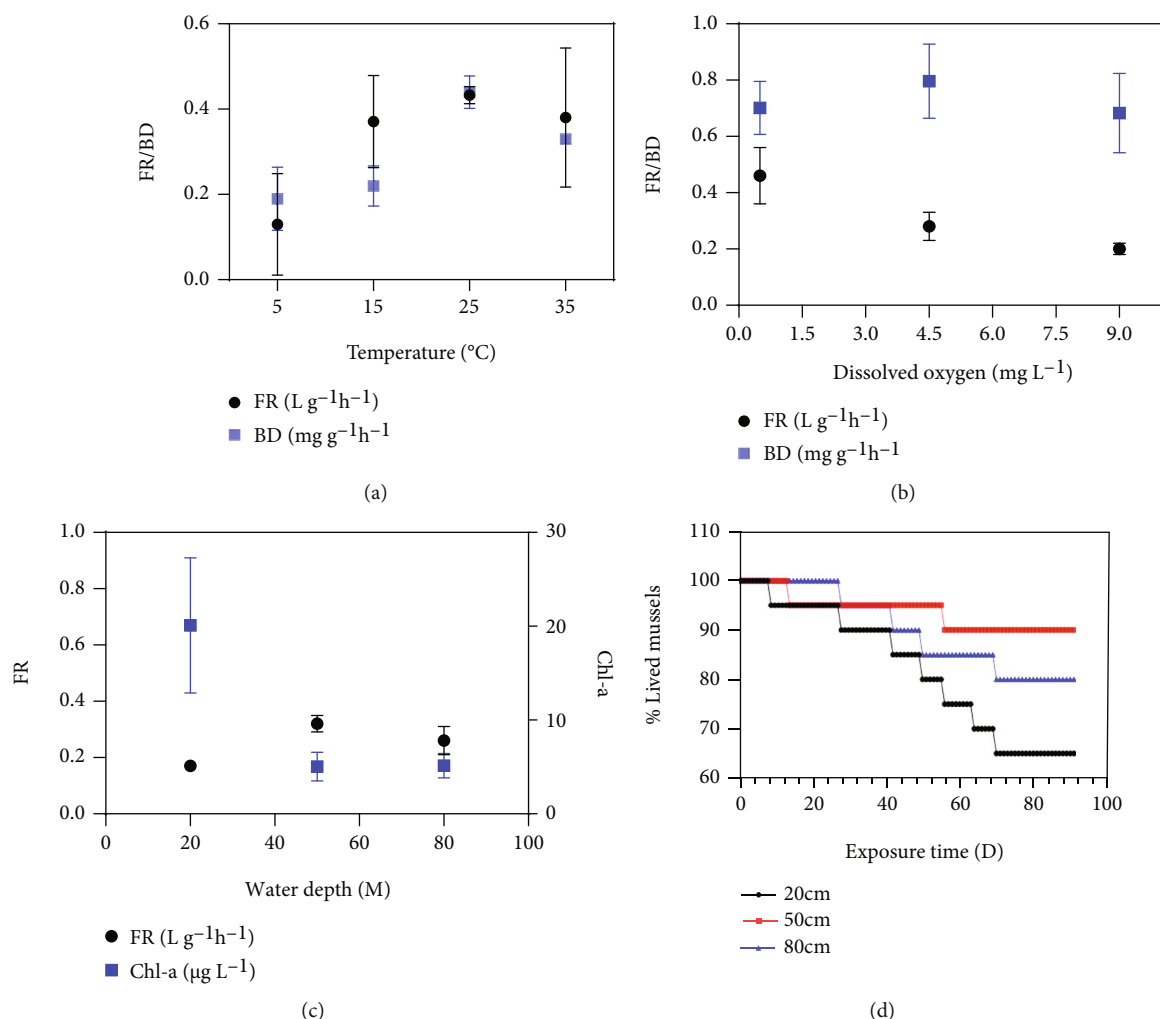 0.6
0.4
0.2
0.0
FR/BD
5
15
25
35
Temperature (°C)
FR (L g⁻¹h⁻¹)
BD (mg g⁻¹h⁻¹
(a)
1.0
0.8
0.6
0.4
0.2
0.0
FR/BD
0.0
1.5
3.0
4.5
6.0
7.5
9.0
Dissolved oxygen (mg L⁻¹)
FR (L g⁻¹h⁻¹)
BD (mg g⁻¹h⁻¹
(b)
1.0
0.8
0.6
0.4
0.2
0.0
FR
30
20
10
0
Chl-a
0
20
40
60
80
100
Water depth (M)
FR (L g⁻¹h⁻¹)
Chl-a (µg L⁻¹)
(c)
110
100
90
80
70
60
% Lived mussels
0
20
40
60
80
100
Exposure time (D)
20cm
50cm
80cm
(d)